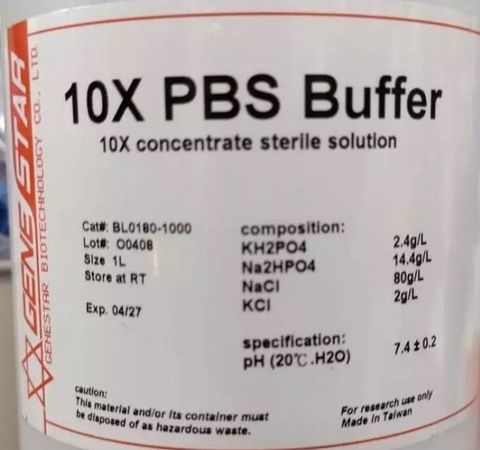 GENESTAR
GENESTAR BIOTECHNOLOGY CO., LTD.
10X PBS Buffer
10X concentrate sterile solution
Cat#: BL0180-1000
Lot#: O0408
Size 1L
Store at RT
Exp. 04/27
composition:
KH2PO4 2.4g/L
Na2HPO4 14.4g/L
NaCl 80g/L
KCl 2g/L
specification:
pH (20℃.H2O) 7.4±0.2
caution:
This material and/or its container must
be disposed of as hazardous waste.
For research use only
Made In Taiwan